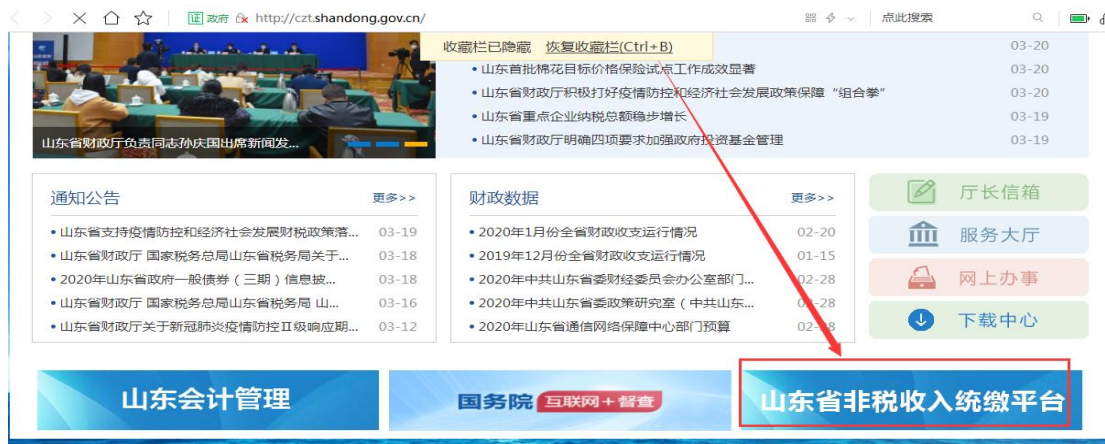 证 政府 http://czt.shandong.gov.cn/ 点此搜索
收藏栏已隐藏 恢复收藏栏(Ctrl+B)
03-20
• 山东首批棉花目标价格保险试点工作成效显著 03-20
• 山东省财政厅积极打好疫情防控和经济社会发展政策保障“组合拳” 03-20
• 山东省重点企业纳税总额稳步增长 03-19
• 山东省财政厅明确四项要求加强政府投资基金管理 03-19
山东省财政厅负责同志孙庆国出席新闻发...
通知公告 更多>>
• 山东省支持疫情防控和经济社会发展财税政策落... 03-19
• 山东省财政厅 国家税务总局山东省税务局关于... 03-18
• 2020年山东省政府一般债券（三期）信息披... 03-18
• 山东省财政厅 国家税务总局山东省税务局 山... 03-16
• 山东省财政厅关于新冠肺炎疫情防控Ⅱ级响应期... 03-12
财政数据 更多>>
• 2020年1月份全省财政收支运行情况 02-20
• 2019年12月份全省财政收支运行情况 01-15
• 2020年中共山东省委财经委员会办公室部门... 02-28
• 2020年中共山东省委政策研究室（中共山东... 02-28
• 2020年山东省通信网络保障中心部门预算 02-28
厅长信箱
服务大厅
网上办事
下载中心
山东会计管理
国务院 互联网+督查
山东省非税收入统缴平台